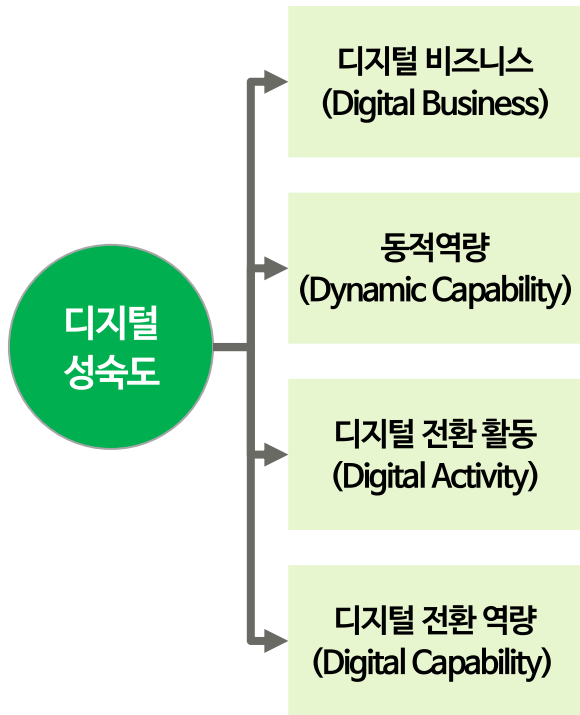 디지털 비즈니스
(Digital Business)
동적역량
(Dynamic Capability)
디지털
성숙도
디지털 전환 활동
(Digital Activity)
디지털 전환 역량
(Digital Capability)